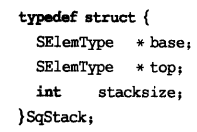 typedef struct {
SElemType *base;
SElemType *top;
int stacksize;
}SqStack;